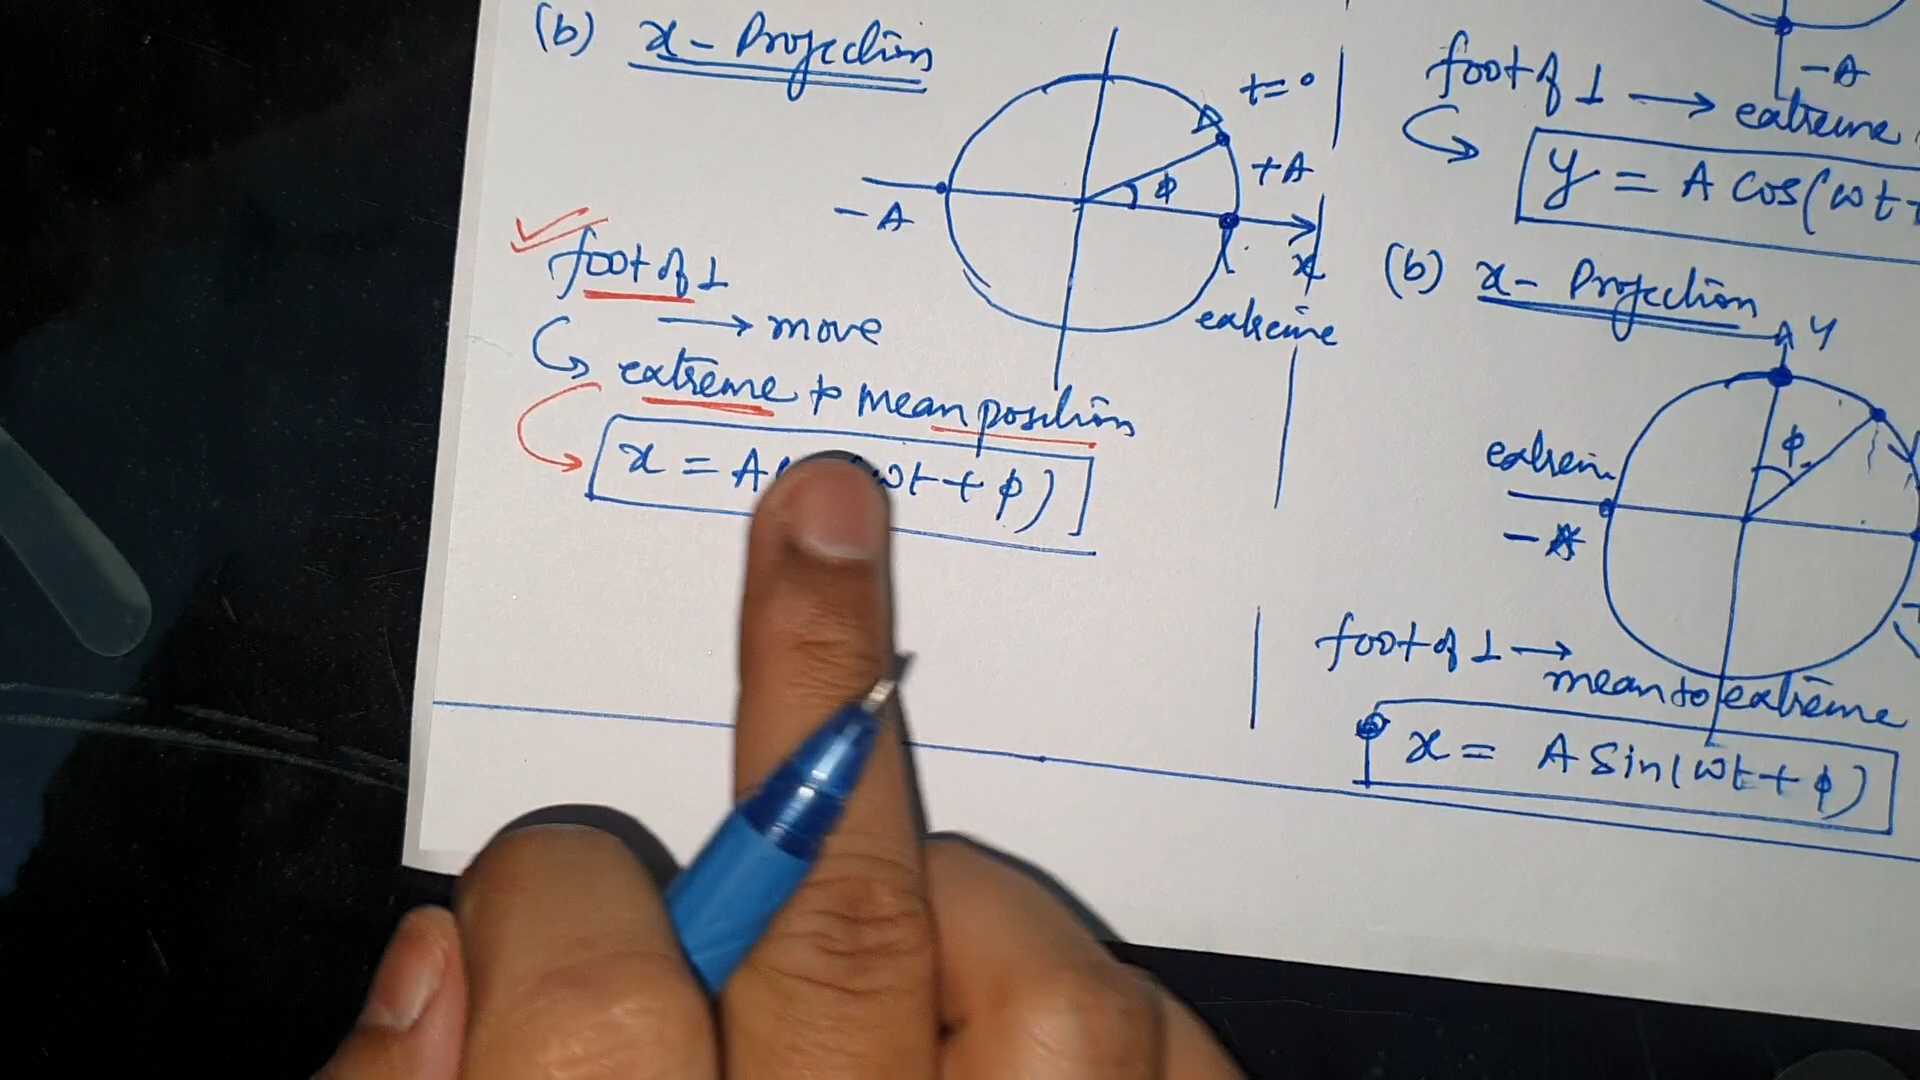 (b) x - Projection
t=0
+A
ϕ
-A
x
extreme
foot of ⊥
→ move
extreme to mean position
x = A (ωt + ϕ)
-A
foot of ⊥ → extreme
y = A cos(ωt +
(b) x - Projection
y
ϕ
-A
foot of ⊥ →
mean to extreme
x = A Sin(ωt + ϕ)